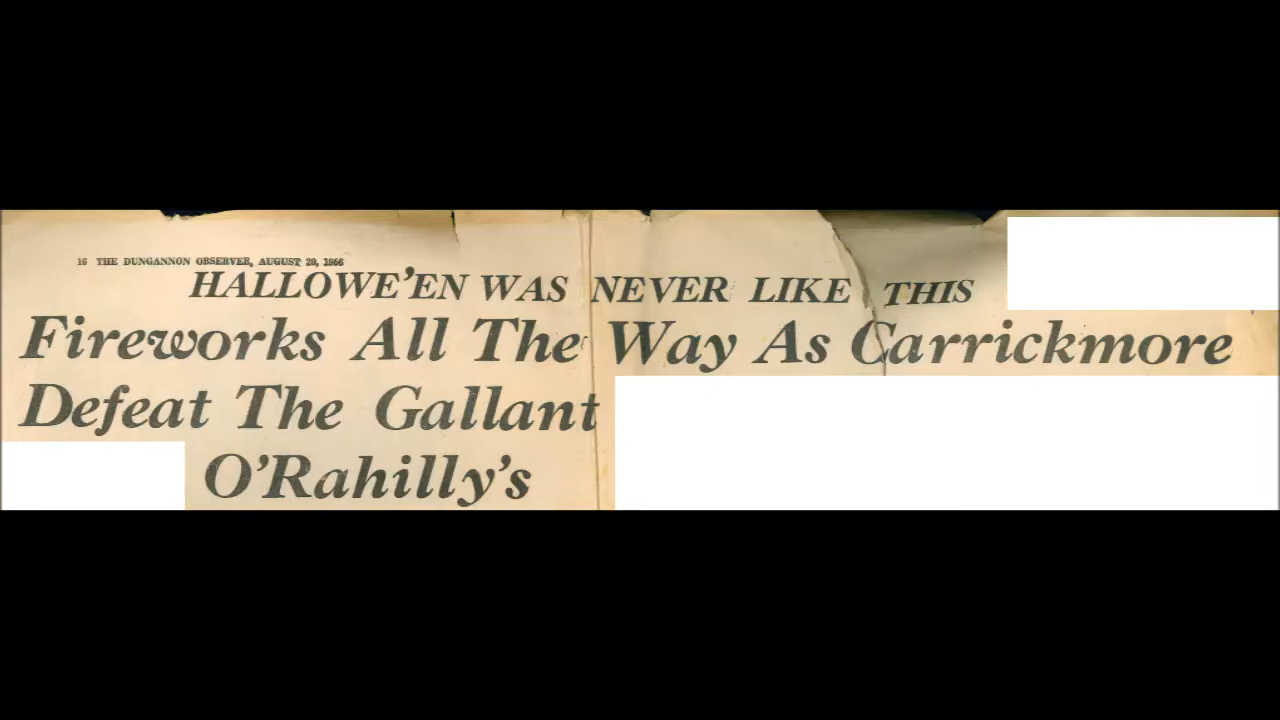 16 THE DUNGANNON OBSERVER, AUGUST 20, 1966
HALLOWE'EN WAS NEVER LIKE THIS
Fireworks All The Way As Carrickmore
Defeat The Gallant
O'Rahilly's